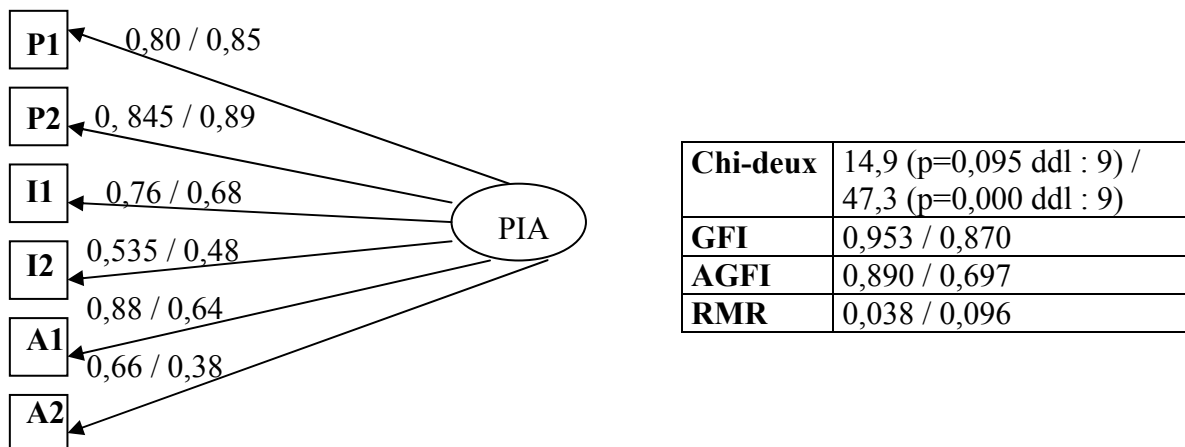 P1
0,80 / 0,85
P2
0, 845 / 0,89
I1
0,76 / 0,68
I2
0,535 / 0,48
A1
0,88 / 0,64
A2
0,66 / 0,38
PIA
Chi-deux 14,9 (p=0,095 ddl : 9) /
47,3 (p=0,000 ddl : 9)
GFI 0,953 / 0,870
AGFI 0,890 / 0,697
RMR 0,038 / 0,096